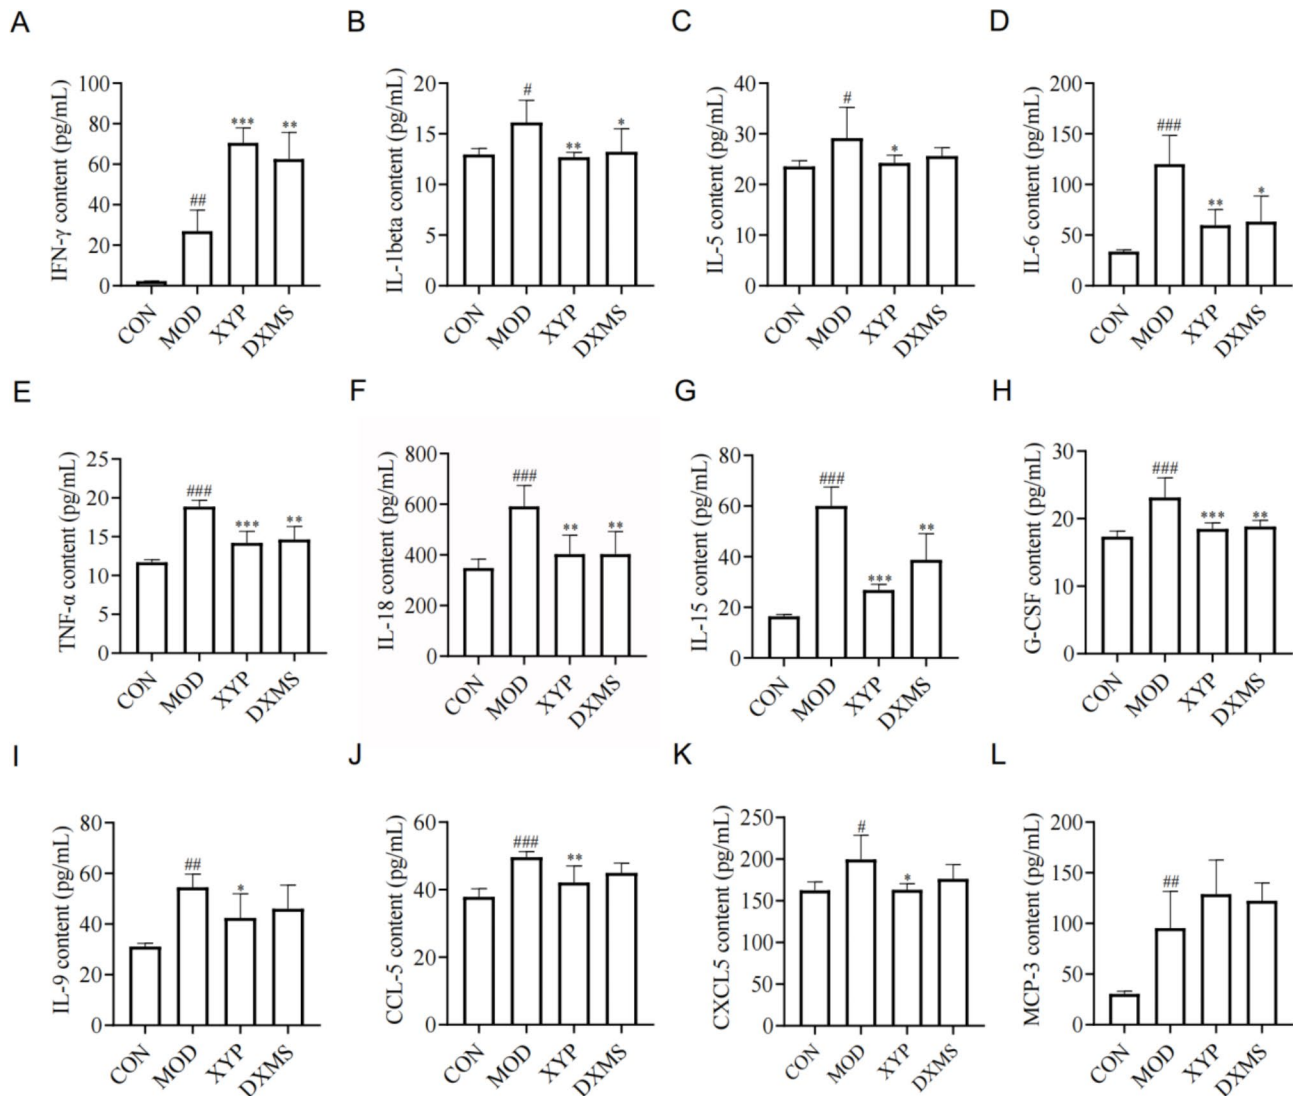 A
IFN-γ content (pg/mL)
100
80
60
40
20
0
##
***
**
CON
MOD
XYP
DXMS
B
IL-1beta content (pg/mL)
20
15
10
5
0
#
**
*
CON
MOD
XYP
DXMS
C
IL-5 content (pg/mL)
40
30
20
10
0
#
*
CON
MOD
XYP
DXMS
D
IL-6 content (pg/mL)
200
150
100
50
0
###
**
*
CON
MOD
XYP
DXMS
E
TNF-α content (pg/mL)
25
20
15
10
5
0
###
***
**
CON
MOD
XYP
DXMS
F
IL-18 content (pg/mL)
800
600
400
200
0
###
**
**
CON
MOD
XYP
DXMS
G
IL-15 content (pg/mL)
80
60
40
20
0
###
***
**
CON
MOD
XYP
DXMS
H
G-CSF content (pg/mL)
30
20
10
0
###
***
**
CON
MOD
XYP
DXMS
I
IL-9 content (pg/mL)
80
60
40
20
0
##
*
CON
MOD
XYP
DXMS
J
CCL-5 content (pg/mL)
60
40
20
0
###
**
CON
MOD
XYP
DXMS
K
CXCL5 content (pg/mL)
250
200
150
100
50
0
#
*
CON
MOD
XYP
DXMS
L
MCP-3 content (pg/mL)
200
150
100
50
0
##
CON
MOD
XYP
DXMS